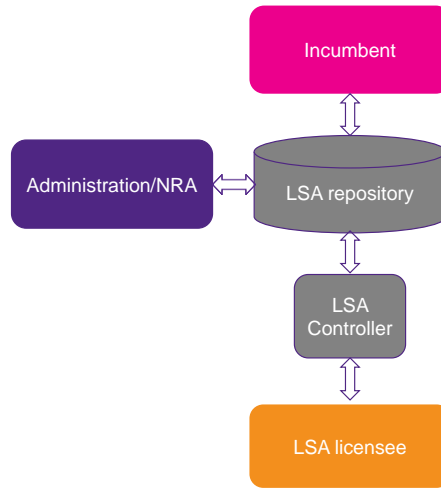 Incumbent
Administration/NRA
LSA repository
LSA
Controller
LSA licensee